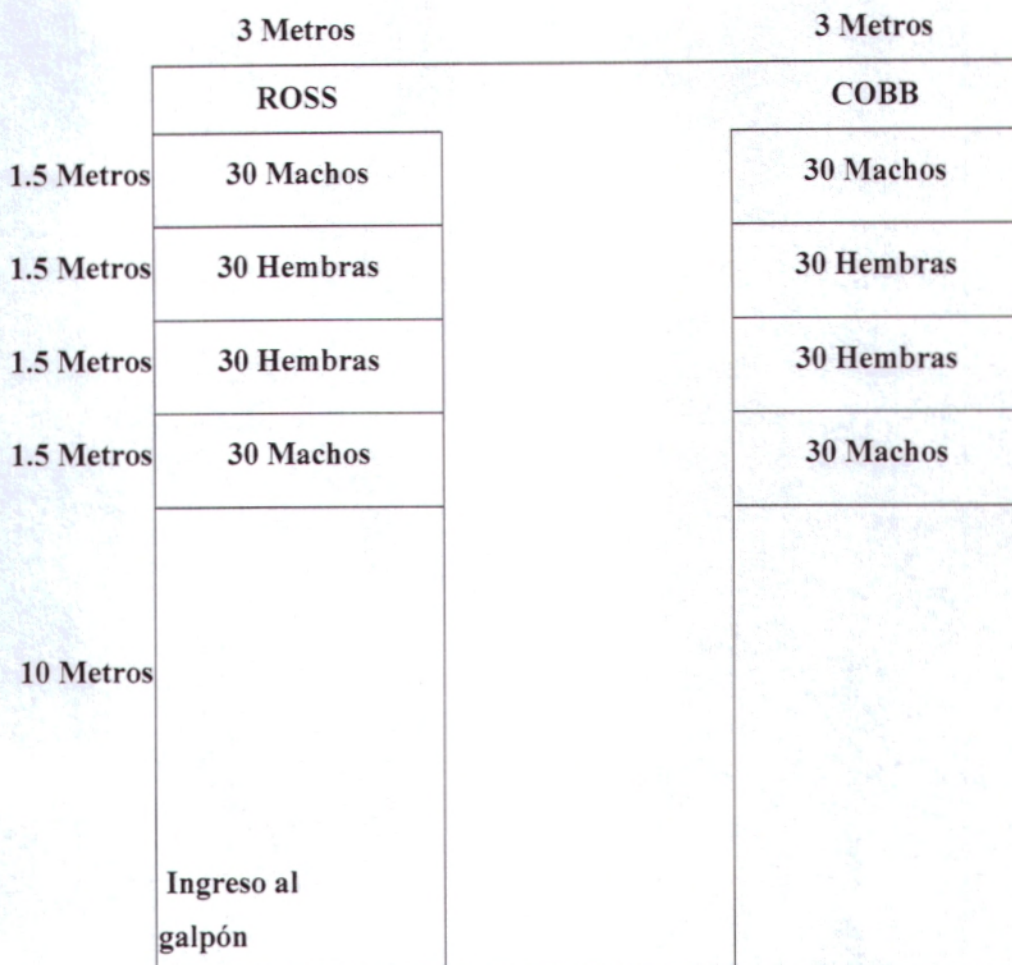 3 Metros 3 Metros
ROSS COBB
1.5 Metros 30 Machos 30 Machos
1.5 Metros 30 Hembras 30 Hembras
1.5 Metros 30 Hembras 30 Hembras
1.5 Metros 30 Machos 30 Machos
10 Metros
Ingreso al
galpón